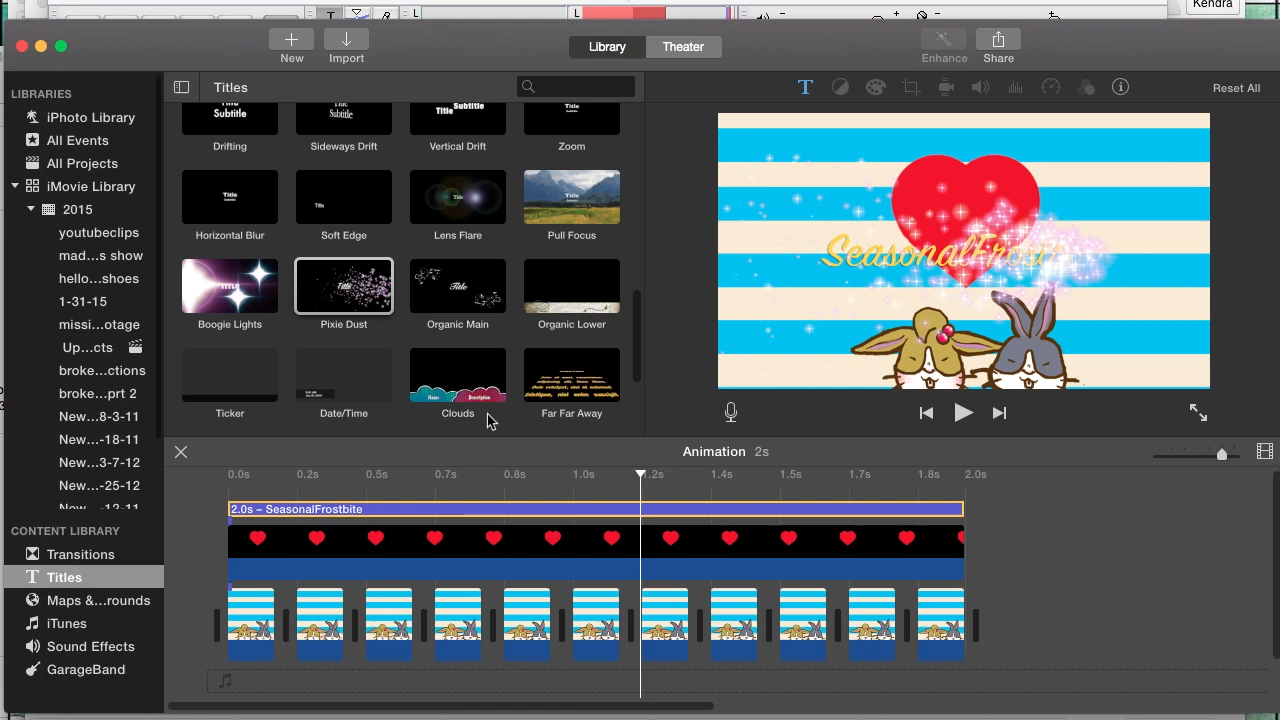 Kendra
L
L
New
Import
Library
Theater
Enhance
Share
LIBRARIES
iPhoto Library
All Events
All Projects
iMovie Library
2015
youtubeclips
mad...s show
hello...shoes
1-31-15
missi...otage
Up...cts
broke...ctions
broke...prt 2
New...8-3-11
New...-18-11
New...3-7-12
New...-25-12
New...-12-11
CONTENT LIBRARY
Transitions
T Titles
Maps &...rounds
iTunes
Sound Effects
GarageBand
Titles
Title
Subtitle
Title
Subtitle
Title Subtitle
Title
Drifting
Sideways Drift
Vertical Drift
Zoom
Title
Title
Title
Title
Horizontal Blur
Soft Edge
Lens Flare
Pull Focus
TITLE
Title
Title
Boogie Lights
Pixie Dust
Organic Main
Organic Lower
Name
Description
Ticker
Date/Time
Clouds
Far Far Away
T
Reset All
SeasonalFrost
Animation 2s
0.0s
0.2s
0.5s
0.7s
0.8s
1.0s
1.2s
1.4s
1.5s
1.7s
1.8s
2.0s
2.0s – SeasonalFrostbite